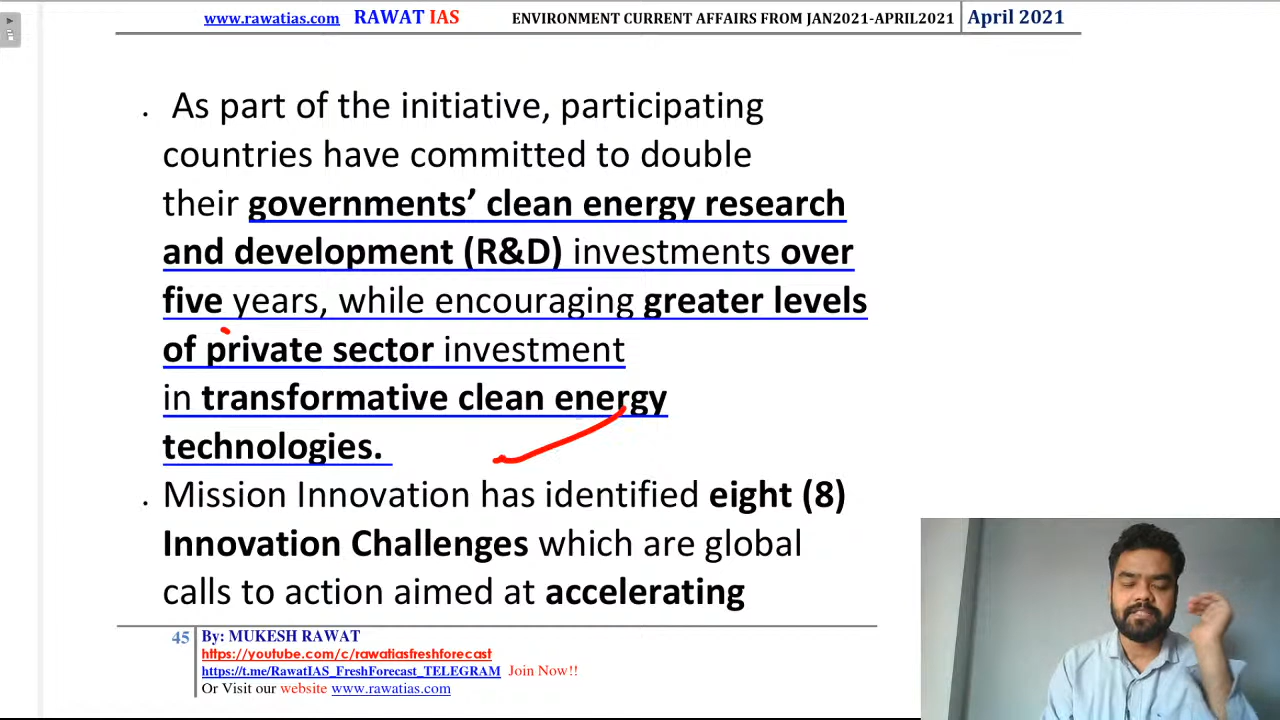 www.rawatias.com RAWAT IAS ENVIRONMENT CURRENT AFFAIRS FROM JAN2021-APRIL2021 April 2021
. As part of the initiative, participating
countries have committed to double
their governments’ clean energy research
and development (R&D) investments over
five years, while encouraging greater levels
of private sector investment
in transformative clean energy
technologies.
. Mission Innovation has identified eight (8)
Innovation Challenges which are global
calls to action aimed at accelerating
45 By: MUKESH RAWAT
https://youtube.com/c/rawatiasfreshforecast
https://t.me/RawatIAS_FreshForecast_TELEGRAM Join Now!!
Or Visit our website www.rawatias.com